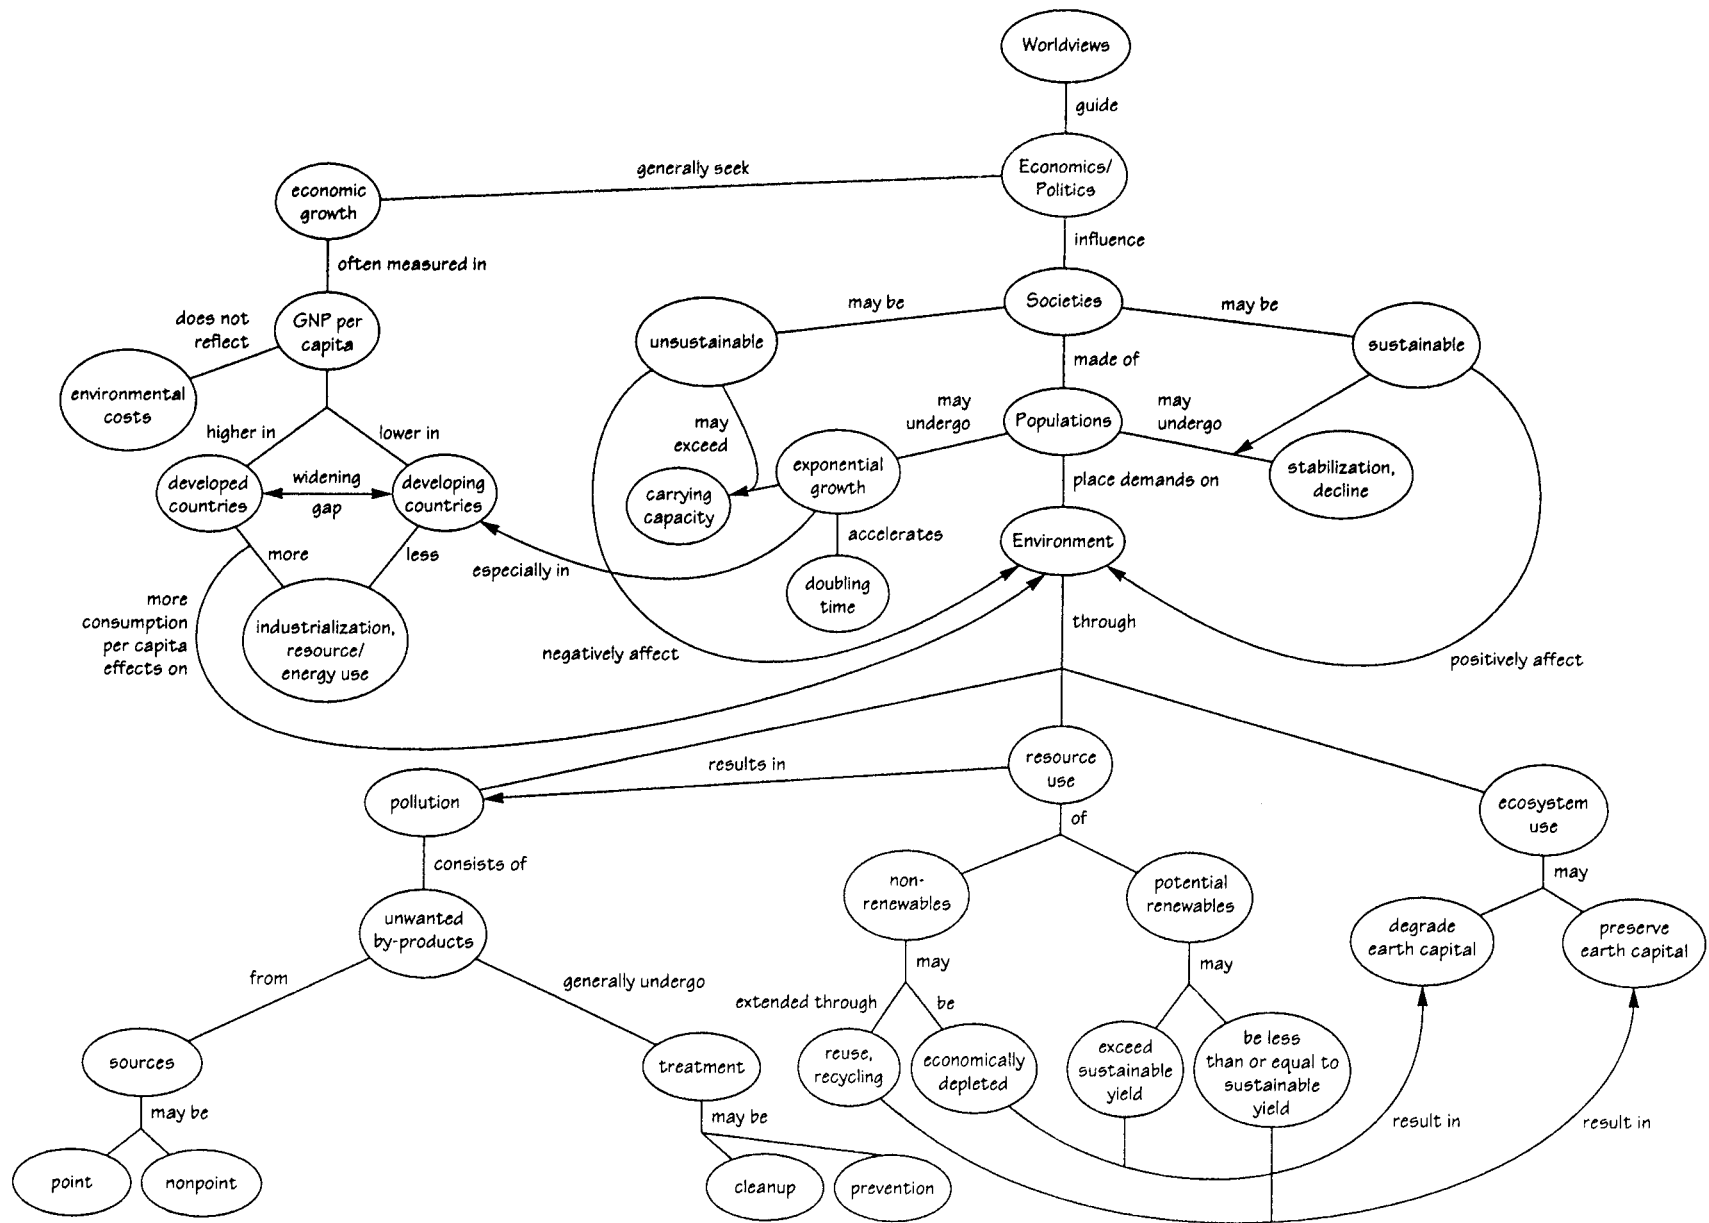 Worldviews
guide
Economics/
Politics
generally seek
economic
growth
influence
often measured in
Societies
may be
may be
does not
reflect
GNP per
capita
unsustainable
sustainable
made of
environmental
costs
may
undergo
Populations
may
undergo
higher in
lower in
may
exceed
exponential
growth
stabilization,
decline
developed
countries
widening
gap
developing
countries
carrying
capacity
place demands on
accelerates
Environment
more
less
especially in
doubling
time
more
consumption
per capita
effects on
industrialization,
resource/
energy use
through
negatively affect
positively affect
resource
use
results in
pollution
ecosystem
use
of
consists of
may
non-
renewables
potential
renewables
unwanted
by-products
degrade
earth capital
preserve
earth capital
may
may
from
generally undergo
extended through
be
sources
treatment
reuse,
recycling
economically
depleted
exceed
sustainable
yield
be less
than or equal to
sustainable
yield
may be
may be
result in
result in
point
nonpoint
cleanup
prevention